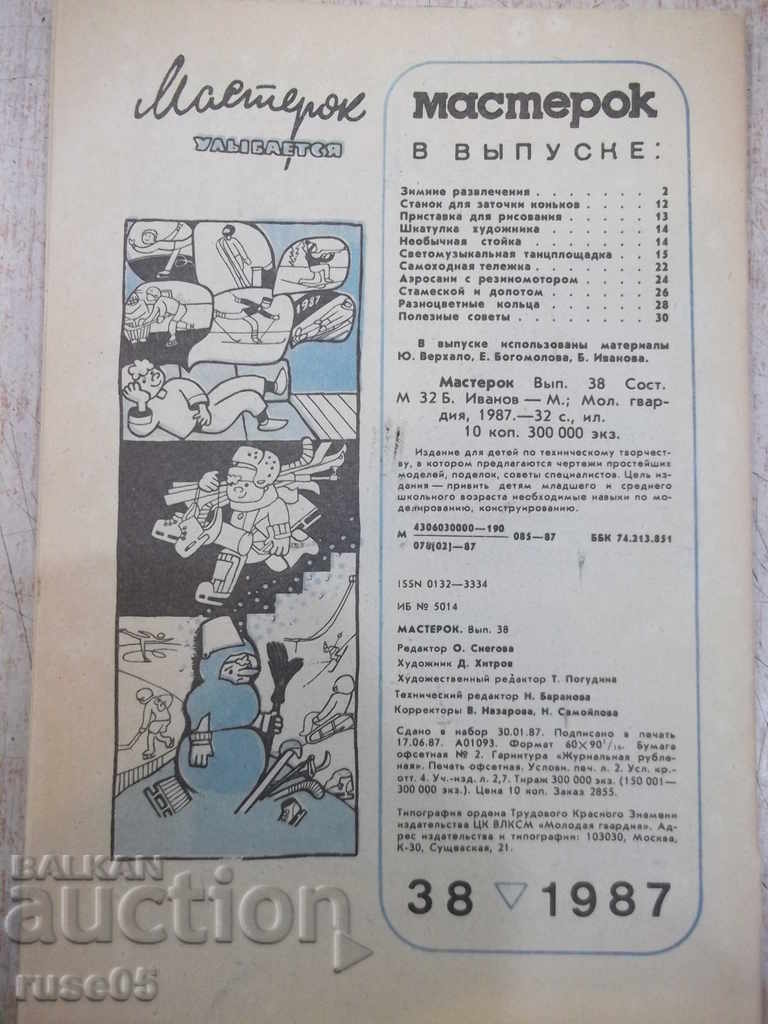 Мастерок
УЛЫБАЕТСЯ
1987
мастерок
В ВЫПУСКЕ:
Зимние развлечения . . . . . . . 2
Станок для заточки коньков . . . . 12
Приставка для рисования . . . . . 13
Шкатулка художника . . . . . . 14
Необычная стойка . . . . . . . 14
Светомузыкальная танцплощадка . . 15
Самоходная тележка . . . . . . 22
Аэросани с резиномотором . . . . 24
Стамеской и долотом . . . . . . 26
Разноцветные кольца . . . . . . 28
Полезные советы . . . . . . . . 30
В выпуске использованы материалы
Ю. Верхало, Е. Богомолова, Б. Иванова.
Мастерок Вып. 38 Сост.
М 32 Б. Иванов — М.; Мол. гвар-
дия, 1987.—32 с., ил.
10 коп. 300 000 экз.
Издание для детей по техническому творчест-
ву, в котором предлагаются чертежи простейших
моделей, поделок, советы специалистов. Цель из-
дания — привить детям младшего и среднего
школьного возраста необходимые навыки по мо-
делированию, конструированию.
М 4306030000—190
078(02)—87 085—87 ББК 74.213.851
ISSN 0132—3334
ИБ № 5014
МАСТЕРОК. Вып. 38
Редактор О. Снегова
Художник Д. Хитров
Художественный редактор Т. Погудина
Технический редактор Н. Баранова
Корректоры В. Назарова, Н. Самойлова
Сдано в набор 30.01.87. Подписано в печать
17.06.87. А01093. Формат 60×90¹/₁₆. Бумага
офсетная № 2. Гарнитура «Журнальная рубле-
ная». Печать офсетная. Условн. печ. л. 2. Усл. кр.-
отт. 4. Уч.-изд. л. 2,7. Тираж 300 000 экз. (150 001—
300 000 экз.). Цена 10 коп. Заказ 2855.
Типография ордена Трудового Красного Знамени
издательства ЦК ВЛКСМ «Молодая гвардия». Ад-
рес издательства и типографии: 103030, Москва,
К-30, Сущевская, 21.
38 ▽ 1987
BALKAN
auction
ruse05